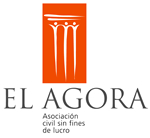 EL AGORA
Asociación
civil sin fines
de lucro